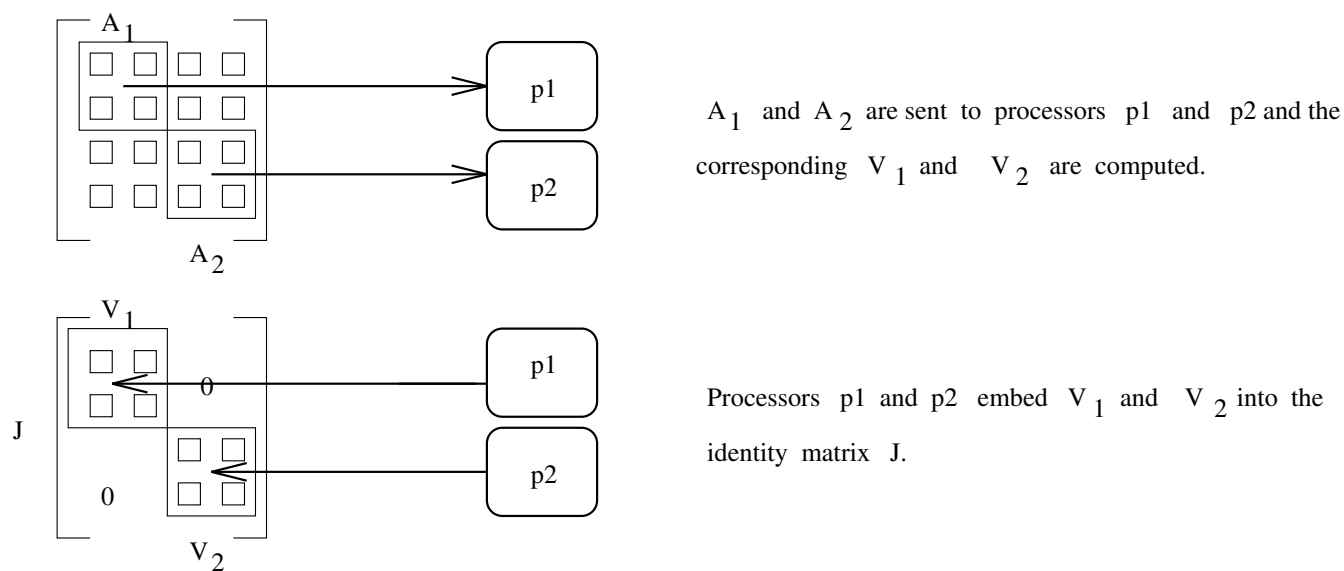 A1
p1
p2
A2
A1 and A2 are sent to processors p1 and p2 and the
corresponding V1 and V2 are computed.
V1
p1
0
J
p2
0
V2
Processors p1 and p2 embed V1 and V2 into the
identity matrix J.